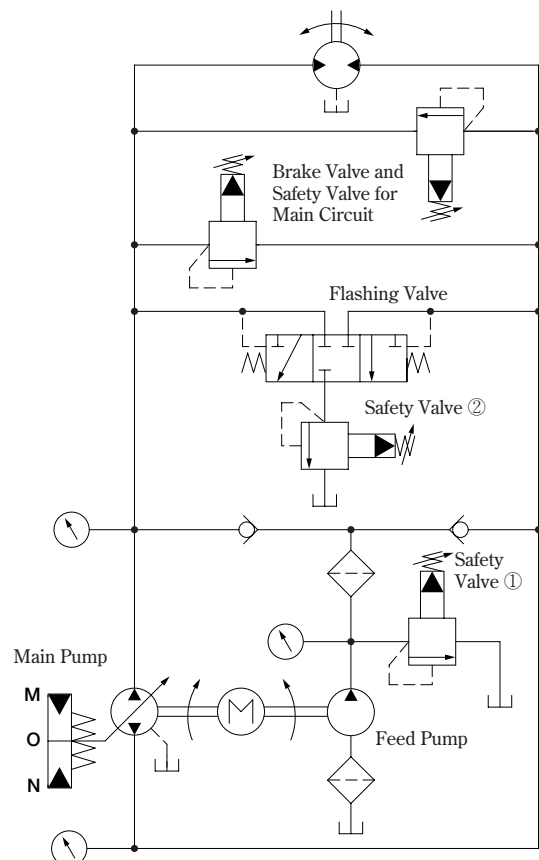 Brake Valve and
Safety Valve for
Main Circuit
Flashing Valve
Safety Valve ②
Safety
Valve ①
Main Pump
M
O
N
M
Feed Pump